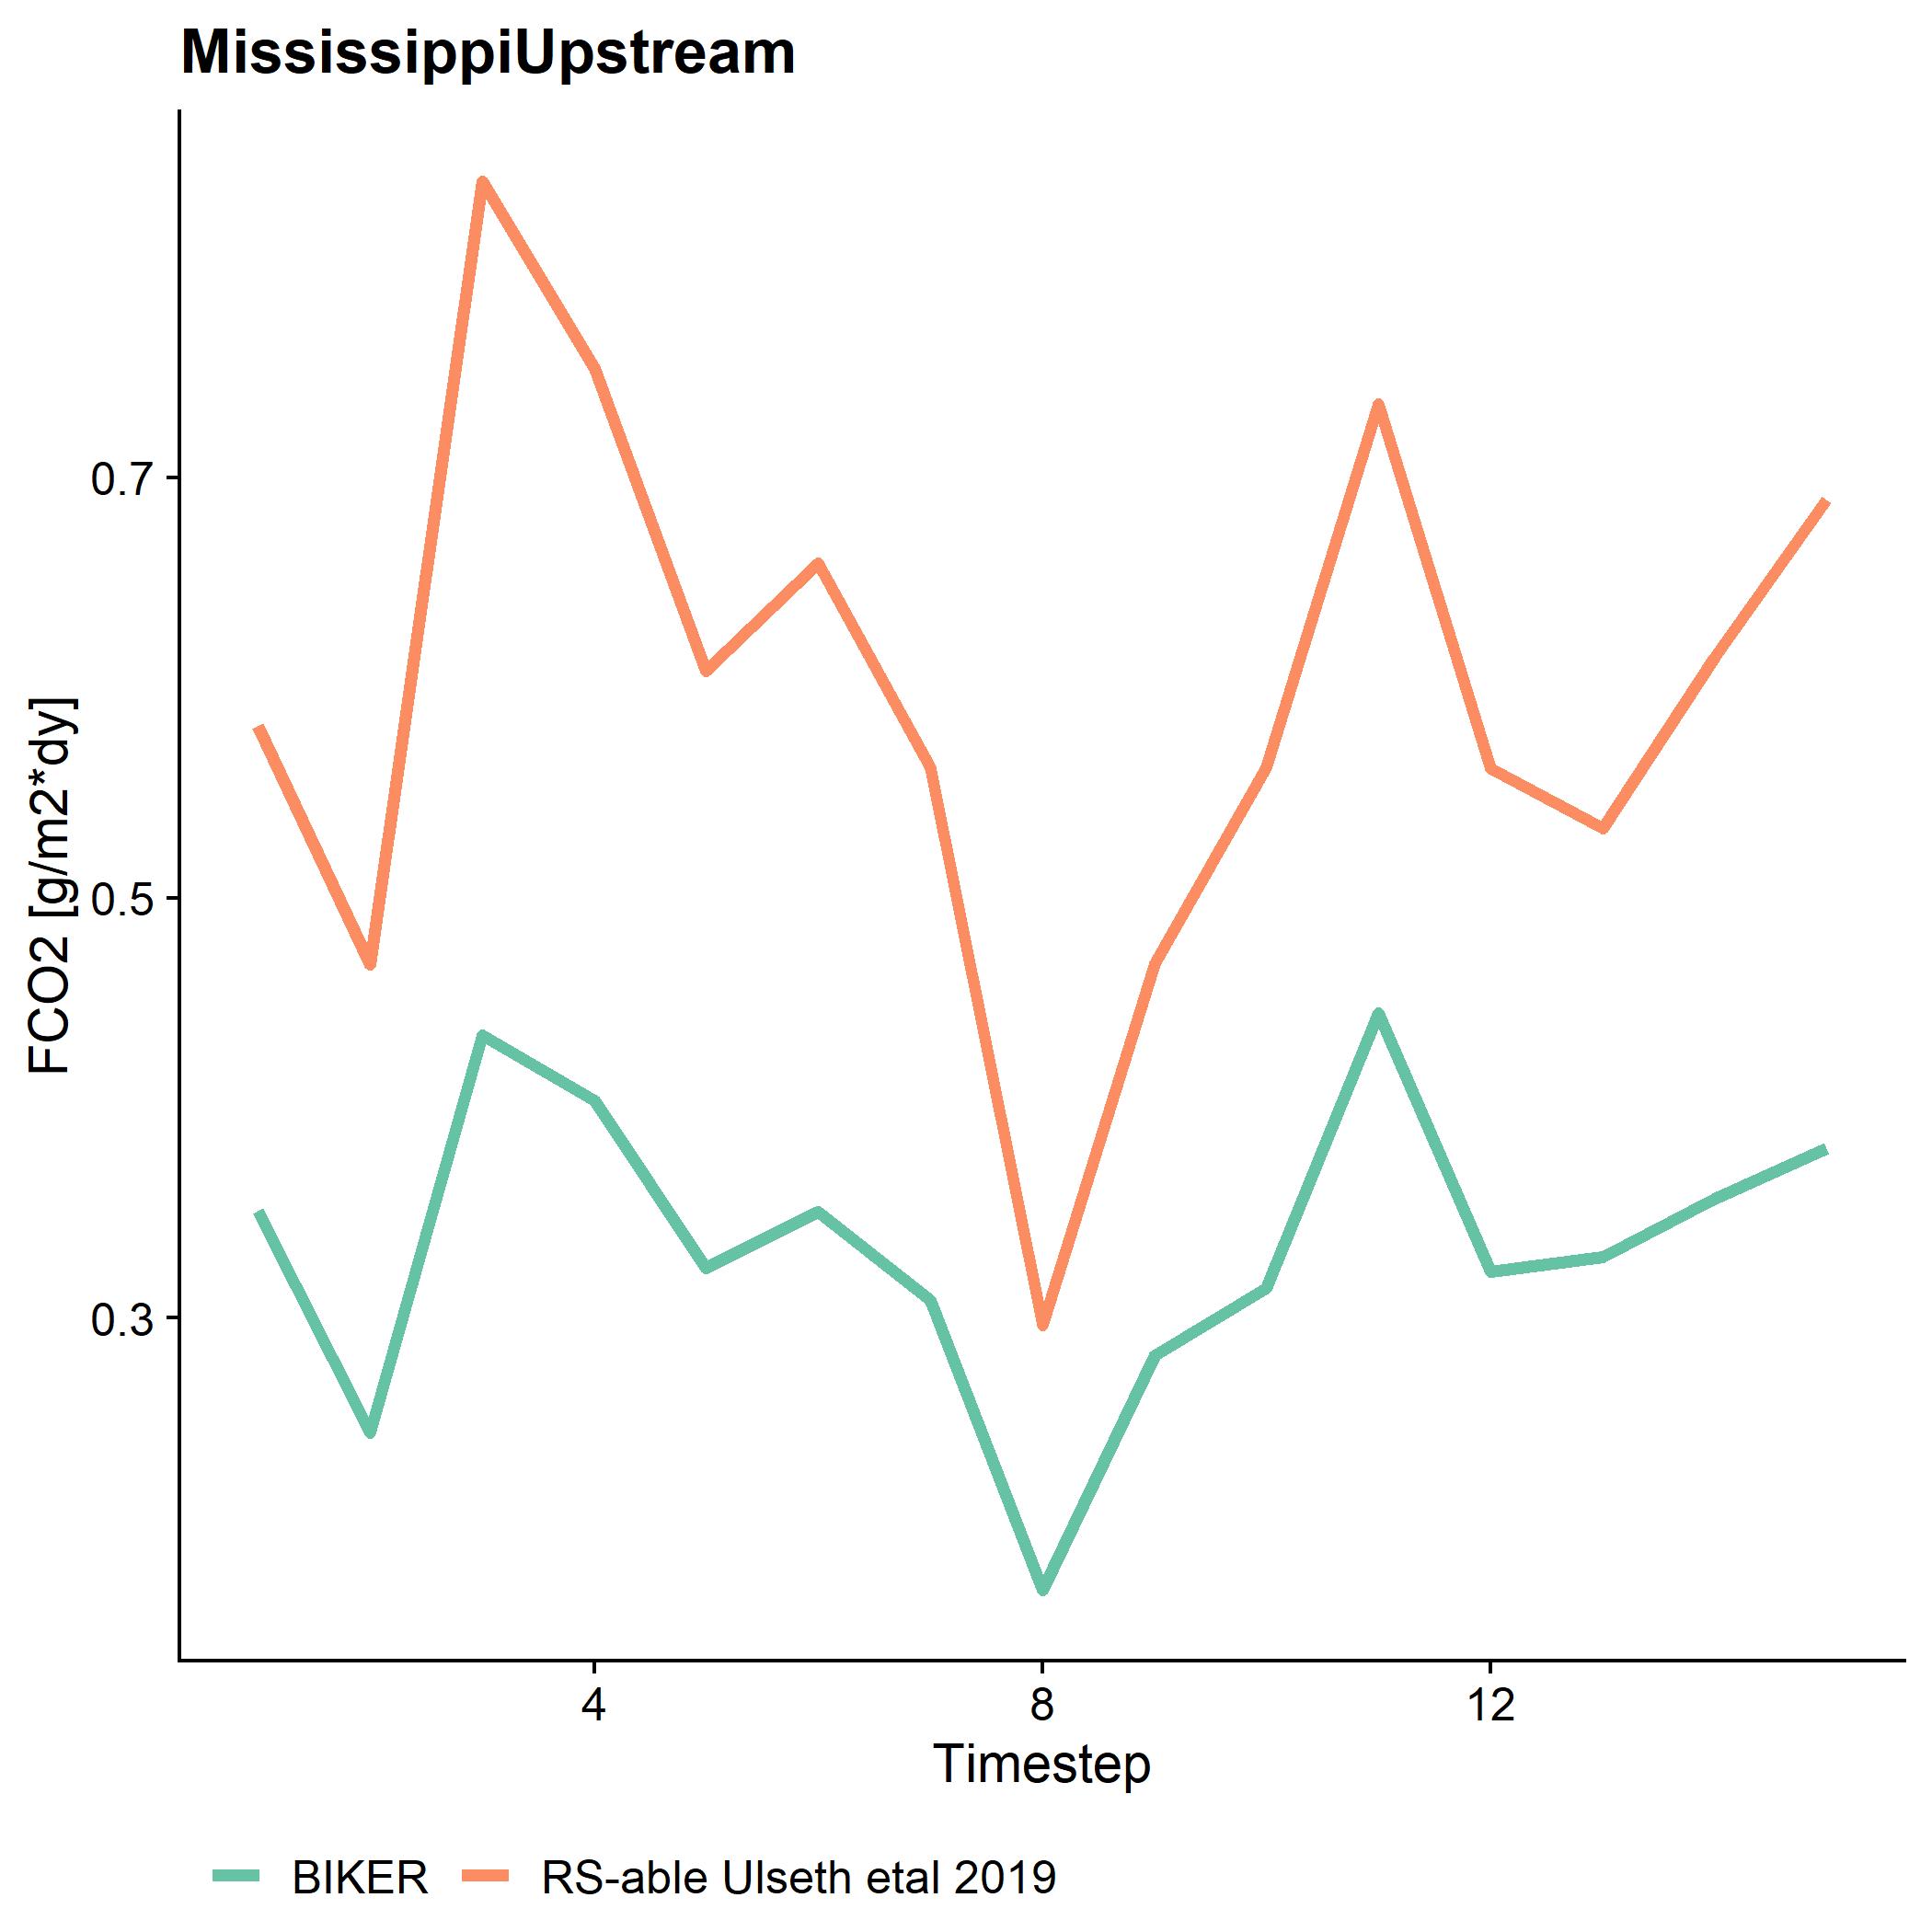 MississippiUpstream
FCO2 [g/m2*dy]
0.7
0.5
0.3
4 8 12
Timestep
BIKER RS-able Ulseth etal 2019